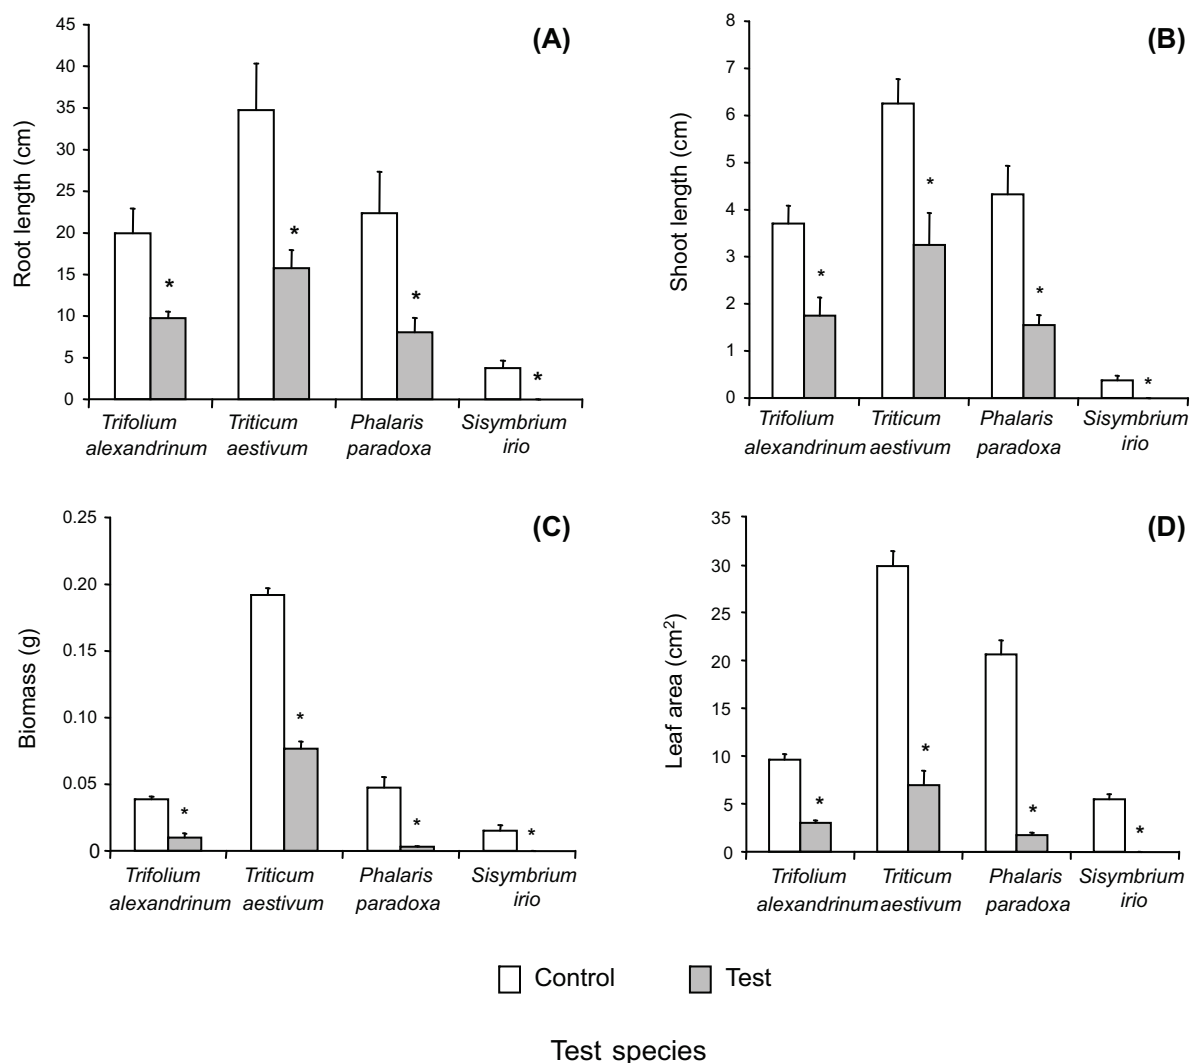 (A)
Root length (cm)
45
40
35
30
25
20
15
10
5
0
*
*
*
*
Trifolium alexandrinum
Triticum aestivum
Phalaris paradoxa
Sisymbrium irio
(B)
Shoot length (cm)
8
7
6
5
4
3
2
1
0
*
*
*
*
Trifolium alexandrinum
Triticum aestivum
Phalaris paradoxa
Sisymbrium irio
(C)
Biomass (g)
0.25
0.20
0.15
0.10
0.05
0
*
*
*
*
Trifolium alexandrinum
Triticum aestivum
Phalaris paradoxa
Sisymbrium irio
(D)
Leaf area (cm²)
35
30
25
20
15
10
5
0
*
*
*
*
Trifolium alexandrinum
Triticum aestivum
Phalaris paradoxa
Sisymbrium irio
Control
Test
Test species